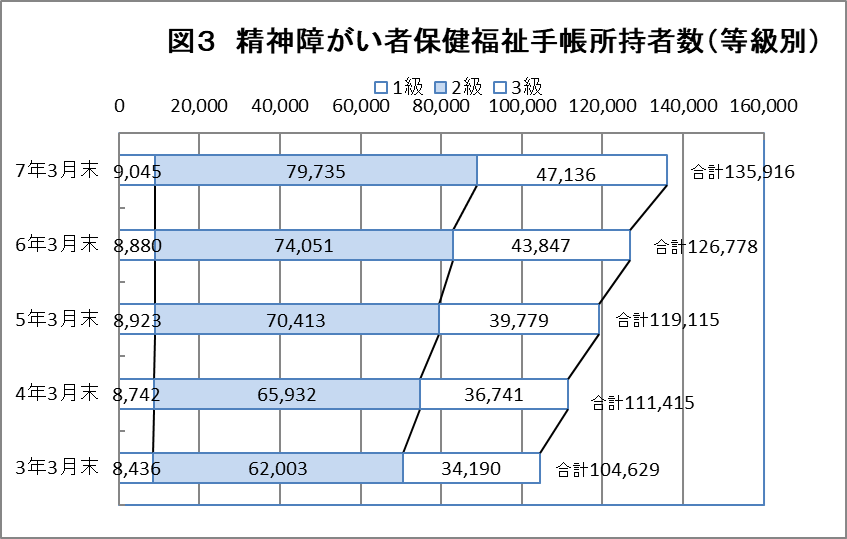 図3　精神障がい者保健福祉手帳所持者数（等級別）
1級 2級 3級
0 20,000 40,000 60,000 80,000 100,000 120,000 140,000 160,000
7年3月末 9,045 79,735 47,136 合計135,916
6年3月末 8,880 74,051 43,847 合計126,778
5年3月末 8,923 70,413 39,779 合計119,115
4年3月末 8,742 65,932 36,741 合計111,415
3年3月末 8,436 62,003 34,190 合計104,629